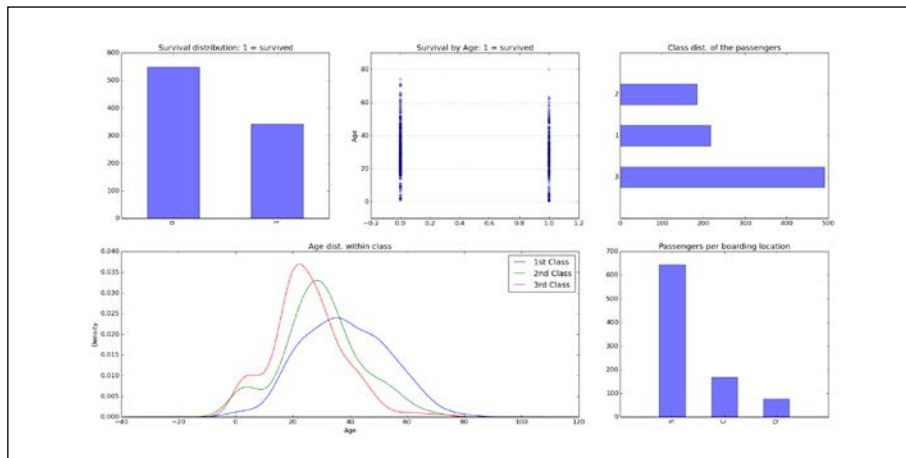 Survival distribution: 1 = survived
600
500
400
300
200
100
0
0
1
Survival by Age: 1 = survived
Age
80
60
40
20
0
−0.2 0.0 0.2 0.4 0.6 0.8 1.0 1.2
Class dist. of the passengers
2
1
3
0 100 200 300 400 500
Age dist. within class
Density
0.040
0.035
0.030
0.025
0.020
0.015
0.010
0.005
0.000
−40 −20 0 20 40 60 80 100 120
Age
1st Class
2nd Class
3rd Class
Passengers per boarding location
700
600
500
400
300
200
100
0
S
C
Q